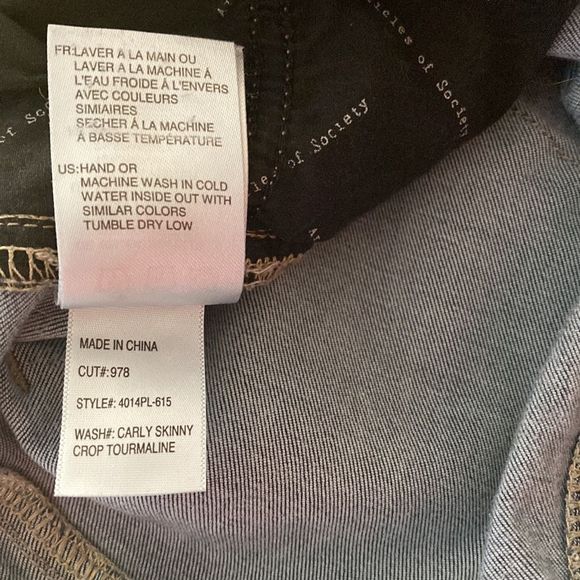 Articles of Society
FR:LAVER A LA MAIN OU
LAVER A LA MACHINE À
L'EAU FROIDE À L'ENVERS
AVEC COULEURS
SIMIAIRES
SECHER À LA MACHINE
À BASSE TEMPÉRATURE
US:HAND OR
MACHINE WASH IN COLD
WATER INSIDE OUT WITH
SIMILAR COLORS
TUMBLE DRY LOW
of Society
MADE IN CHINA
CUT#: 978
STYLE#: 4014PL-615
WASH#: CARLY SKINNY
CROP TOURMALINE